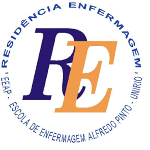 RESIDÊNCIA ENFERMAGEM
RE
EEAP - ESCOLA DE ENFERMAGEM ALFREDO PINTO - UNIRIO